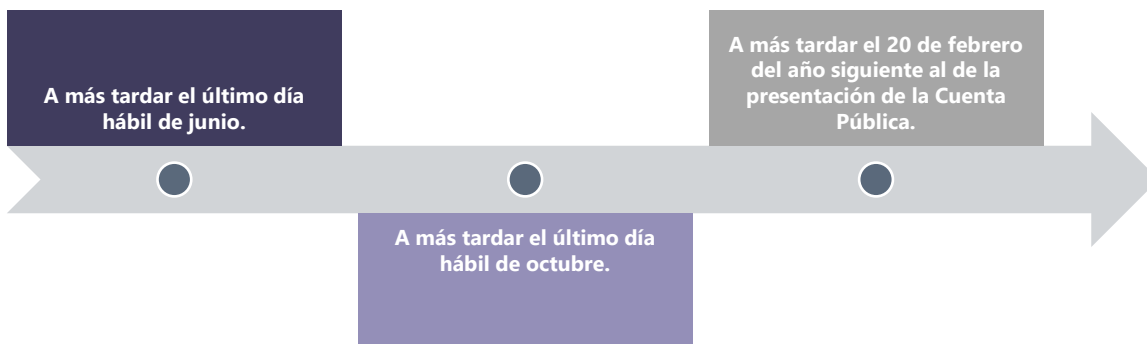 A más tardar el último día
hábil de junio.
A más tardar el último día
hábil de octubre.
A más tardar el 20 de febrero
del año siguiente al de la
presentación de la Cuenta
Pública.